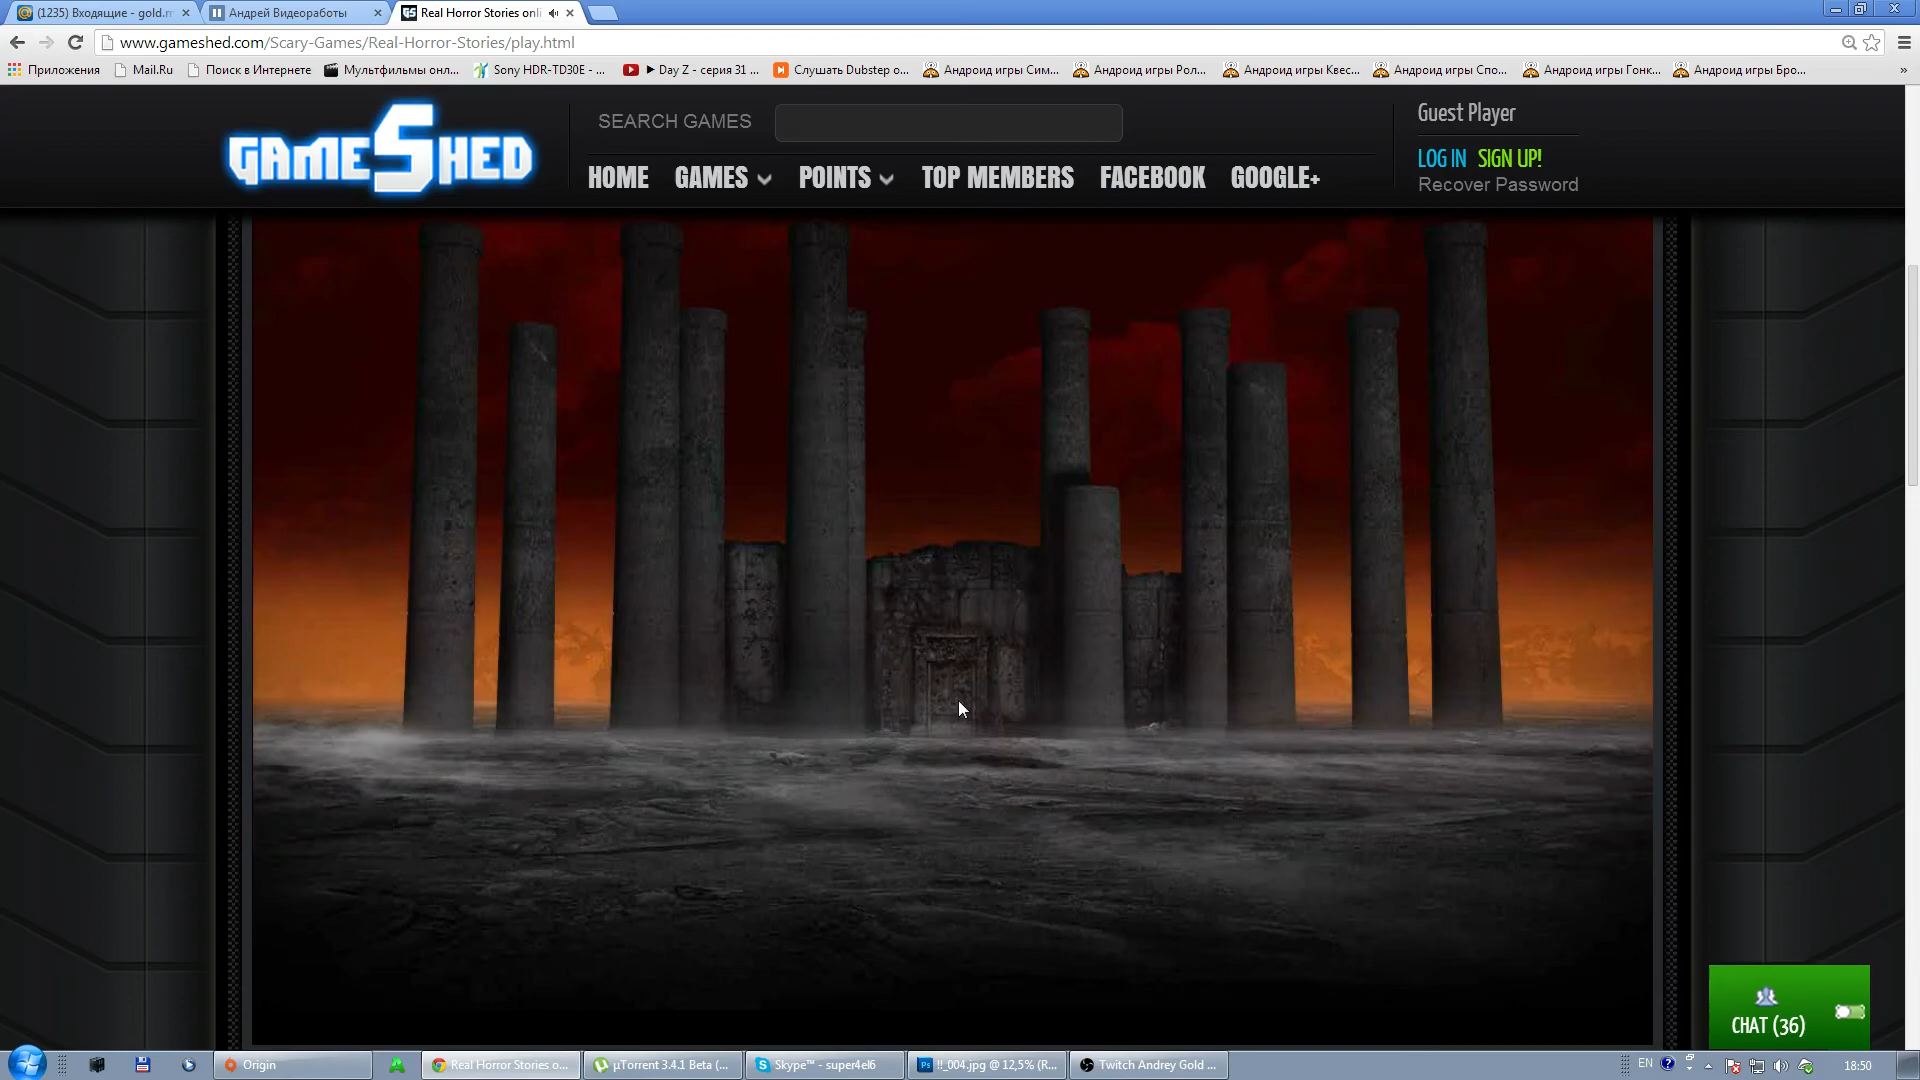 (1235) Входящие - gold.m
Андрей Видеоработы
Real Horror Stories onli
www.gameshed.com/Scary-Games/Real-Horror-Stories/play.html
Приложения
Mail.Ru
Поиск в Интернете
Мультфильмы онл...
Sony HDR-TD30E - ...
► Day Z - серия 31 ...
Слушать Dubstep о...
Андроид игры Сим...
Андроид игры Рол...
Андроид игры Квес...
Андроид игры Спо...
Андроид игры Гонк...
Андроид игры Бро...
»
GAMESHED
SEARCH GAMES
Guest Player
LOG IN SIGN UP!
Recover Password
HOME GAMES POINTS TOP MEMBERS FACEBOOK GOOGLE+
CHAT (36)
Origin
Real Horror Stories o...
µTorrent 3.4.1 Beta (...
Skype™ - super4el6
!!_004.jpg @ 12,5% (R...
Twitch Andrey Gold ...
EN
18:50